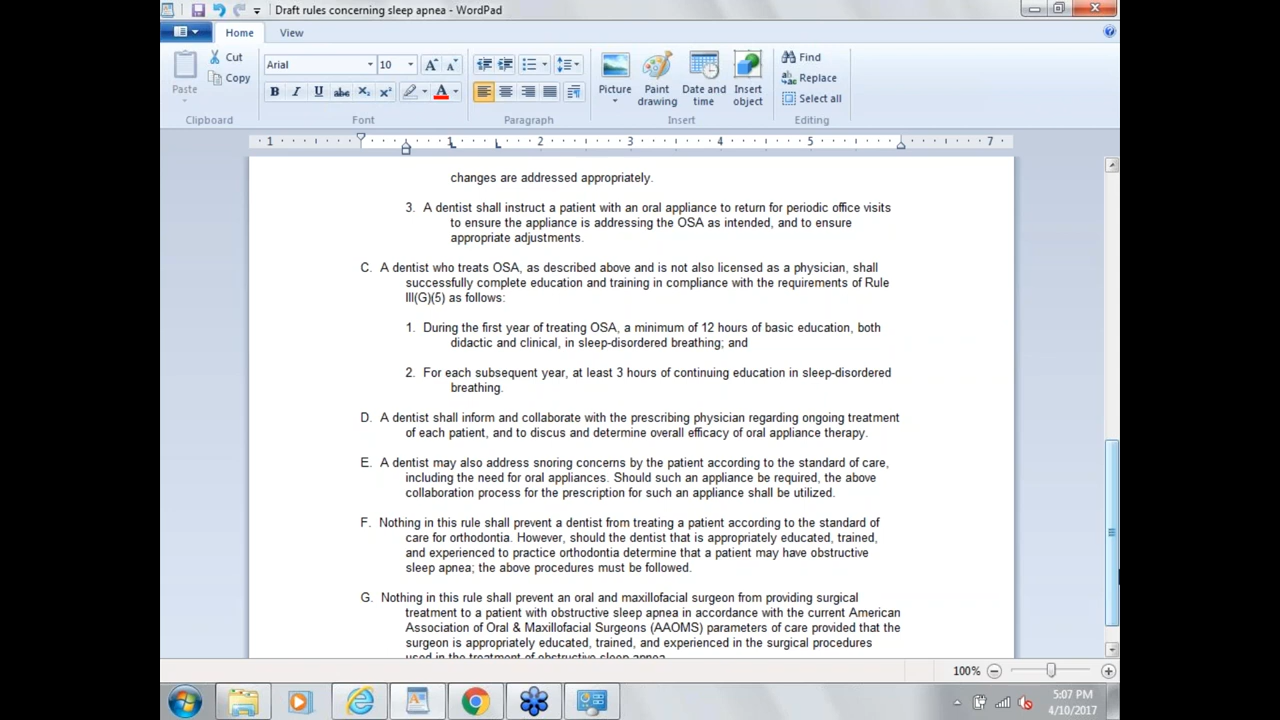 Draft rules concerning sleep apnea - WordPad
Home View
Cut
Copy
Paste
Clipboard
Arial 10
Font
Paragraph
Picture
Paint drawing
Date and time
Insert object
Insert
Find
Replace
Select all
Editing
1 1 2 3 4 5 7
changes are addressed appropriately.
3. A dentist shall instruct a patient with an oral appliance to return for periodic office visits
to ensure the appliance is addressing the OSA as intended, and to ensure
appropriate adjustments.
C. A dentist who treats OSA, as described above and is not also licensed as a physician, shall
successfully complete education and training in compliance with the requirements of Rule
III(G)(5) as follows:
1. During the first year of treating OSA, a minimum of 12 hours of basic education, both
didactic and clinical, in sleep-disordered breathing; and
2. For each subsequent year, at least 3 hours of continuing education in sleep-disordered
breathing.
D. A dentist shall inform and collaborate with the prescribing physician regarding ongoing treatment
of each patient, and to discuss and determine overall efficacy of oral appliance therapy.
E. A dentist may also address snoring concerns by the patient according to the standard of care,
including the need for oral appliances. Should such an appliance be required, the above
collaboration process for the prescription for such an appliance shall be utilized.
F. Nothing in this rule shall prevent a dentist from treating a patient according to the standard of
care for orthodontia. However, should the dentist that is appropriately educated, trained,
and experienced to practice orthodontia determine that a patient may have obstructive
sleep apnea; the above procedures must be followed.
G. Nothing in this rule shall prevent an oral and maxillofacial surgeon from providing surgical
treatment to a patient with obstructive sleep apnea in accordance with the current American
Association of Oral & Maxillofacial Surgeons (AAOMS) parameters of care provided that the
surgeon is appropriately educated, trained, and experienced in the surgical procedures
used in the treatment of obstructive sleep apnea.
100%
5:07 PM
4/10/2017